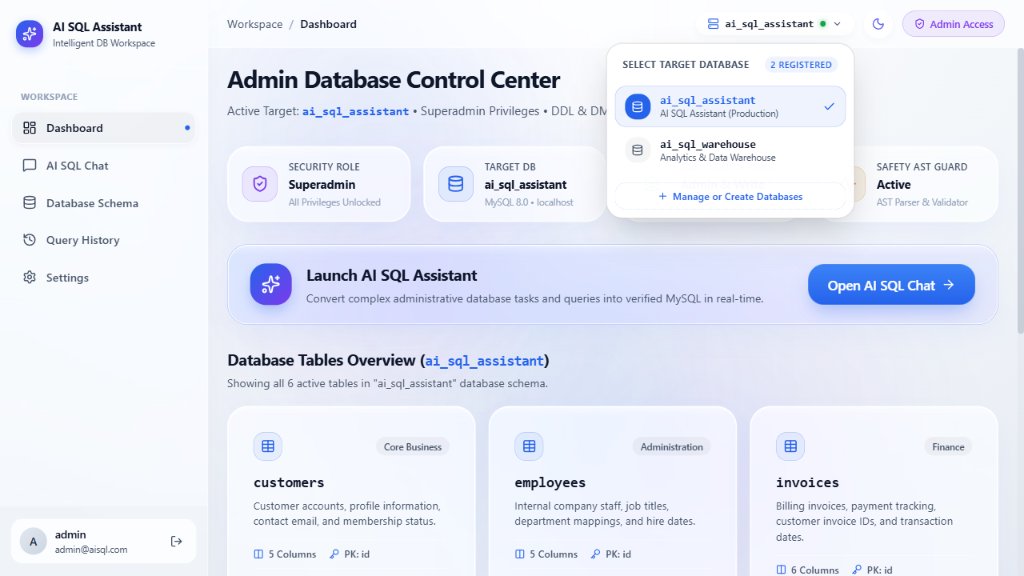 AI SQL Assistant
Intelligent DB Workspace
WORKSPACE
Dashboard
AI SQL Chat
Database Schema
Query History
Settings
A
admin
admin@aisql.com
Workspace / Dashboard
ai_sql_assistant
Admin Access
SELECT TARGET DATABASE
2 REGISTERED
ai_sql_assistant
AI SQL Assistant (Production)
ai_sql_warehouse
Analytics & Data Warehouse
+ Manage or Create Databases
Admin Database Control Center
Active Target: ai_sql_assistant • Superadmin Privileges • DDL & DM
SECURITY ROLE
Superadmin
All Privileges Unlocked
TARGET DB
ai_sql_assistant
MySQL 8.0 • localhost
SAFETY AST GUARD
Active
AST Parser & Validator
Launch AI SQL Assistant
Convert complex administrative database tasks and queries into verified MySQL in real-time.
Open AI SQL Chat →
Database Tables Overview (ai_sql_assistant)
Showing all 6 active tables in "ai_sql_assistant" database schema.
Core Business
customers
Customer accounts, profile information,
contact email, and membership status.
5 Columns PK: id
Administration
employees
Internal company staff, job titles,
department mappings, and hire dates.
5 Columns PK: id
Finance
invoices
Billing invoices, payment tracking,
customer invoice IDs, and transaction
dates.
6 Columns PK: id